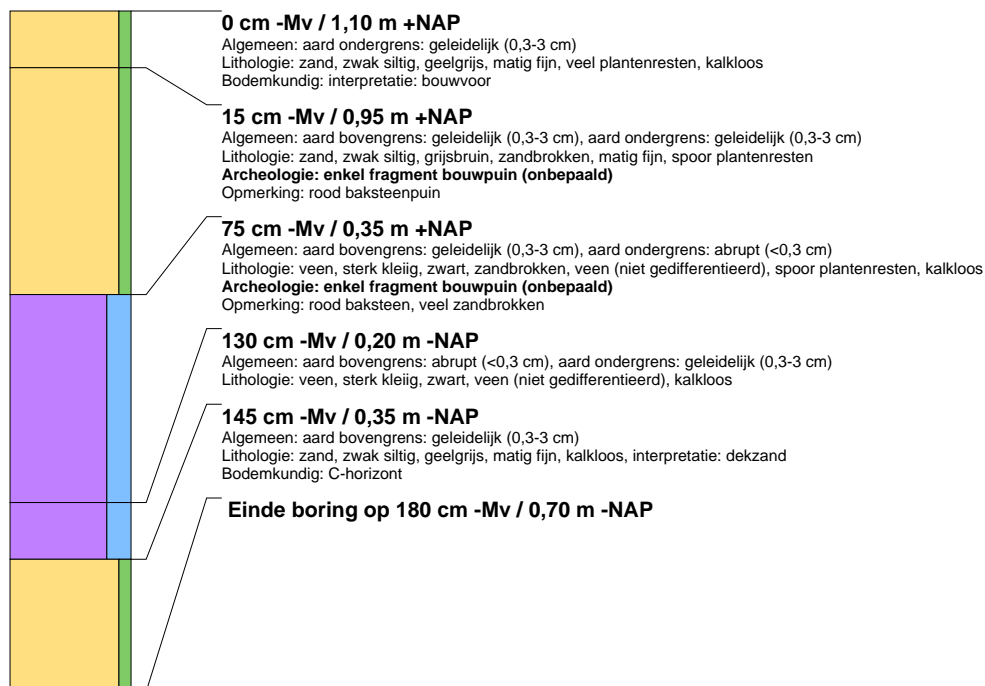 0 cm -Mv / 1,10 m +NAP
Algemeen: aard ondergrens: geleidelijk (0,3-3 cm)
Lithologie: zand, zwak siltig, geelgrijs, matig fijn, veel plantenresten, kalkloos
Bodemkundig: interpretatie: bouwvoor
15 cm -Mv / 0,95 m +NAP
Algemeen: aard bovengrens: geleidelijk (0,3-3 cm), aard ondergrens: geleidelijk (0,3-3 cm)
Lithologie: zand, zwak siltig, grijsbruin, zandbrokken, matig fijn, spoor plantenresten
Archeologie: enkel fragment bouwpuin (onbepaald)
Opmerking: rood baksteenpuin
75 cm -Mv / 0,35 m +NAP
Algemeen: aard bovengrens: geleidelijk (0,3-3 cm), aard ondergrens: abrupt (<0,3 cm)
Lithologie: veen, sterk kleiig, zwart, zandbrokken, veen (niet gedifferentieerd), spoor plantenresten, kalkloos
Archeologie: enkel fragment bouwpuin (onbepaald)
Opmerking: rood baksteen, veel zandbrokken
130 cm -Mv / 0,20 m -NAP
Algemeen: aard bovengrens: abrupt (<0,3 cm), aard ondergrens: geleidelijk (0,3-3 cm)
Lithologie: veen, sterk kleiig, zwart, veen (niet gedifferentieerd), kalkloos
145 cm -Mv / 0,35 m -NAP
Algemeen: aard bovengrens: geleidelijk (0,3-3 cm)
Lithologie: zand, zwak siltig, geelgrijs, matig fijn, kalkloos, interpretatie: dekzand
Bodemkundig: C-horizont
Einde boring op 180 cm -Mv / 0,70 m -NAP